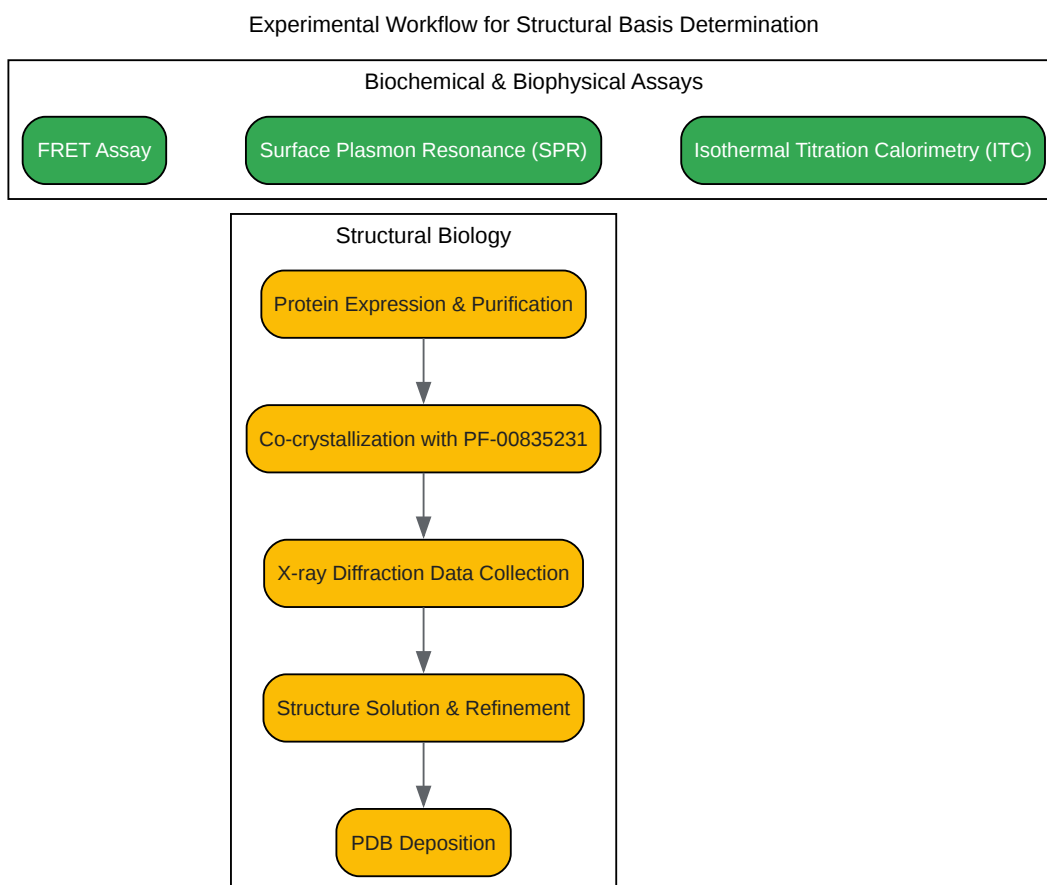 Experimental Workflow for Structural Basis Determination
Biochemical & Biophysical Assays
FRET Assay
Surface Plasmon Resonance (SPR)
Isothermal Titration Calorimetry (ITC)
Structural Biology
Protein Expression & Purification
Co-crystallization with PF-00835231
X-ray Diffraction Data Collection
Structure Solution & Refinement
PDB Deposition